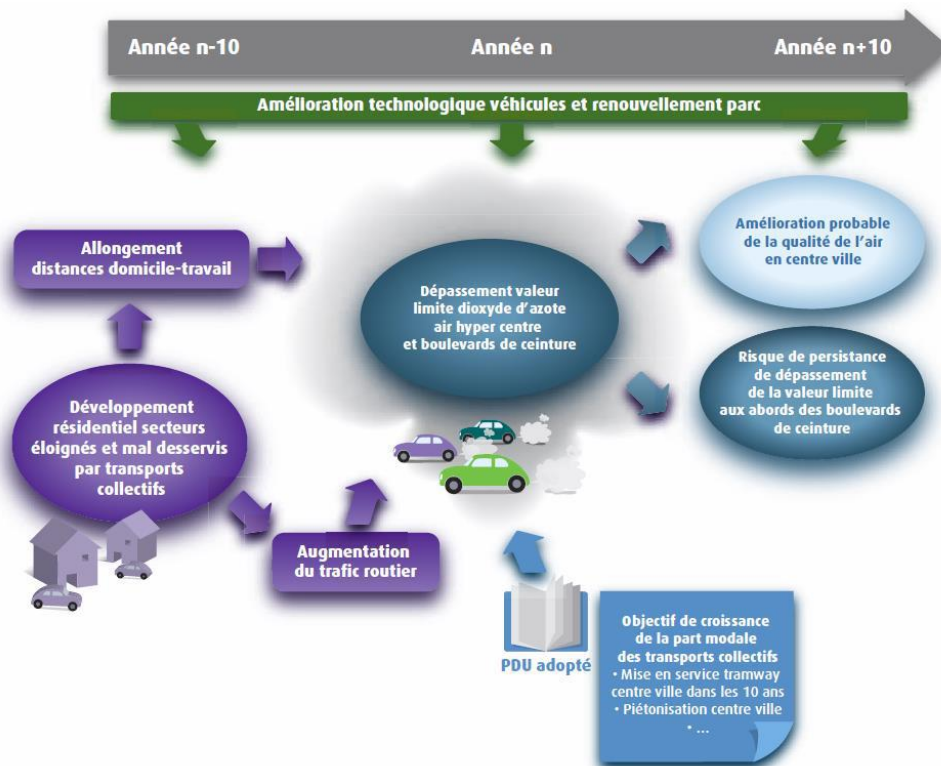 Année n-10
Année n
Année n+10
Amélioration technologique véhicules et renouvellement parc
Allongement
distances domicile-travail
Développement
résidentiel secteurs
éloignés et mal desservis
par transports
collectifs
Augmentation
du trafic routier
Dépassement valeur
limite dioxyde d’azote
air hyper centre
et boulevards de ceinture
Amélioration probable
de la qualité de l’air
en centre ville
Risque de persistance
de dépassement
de la valeur limite
aux abords des boulevards
de ceinture
PDU adopté
Objectif de croissance
de la part modale
des transports collectifs
• Mise en service tramway
centre ville dans les 10 ans
• Piétonisation centre ville
• ...